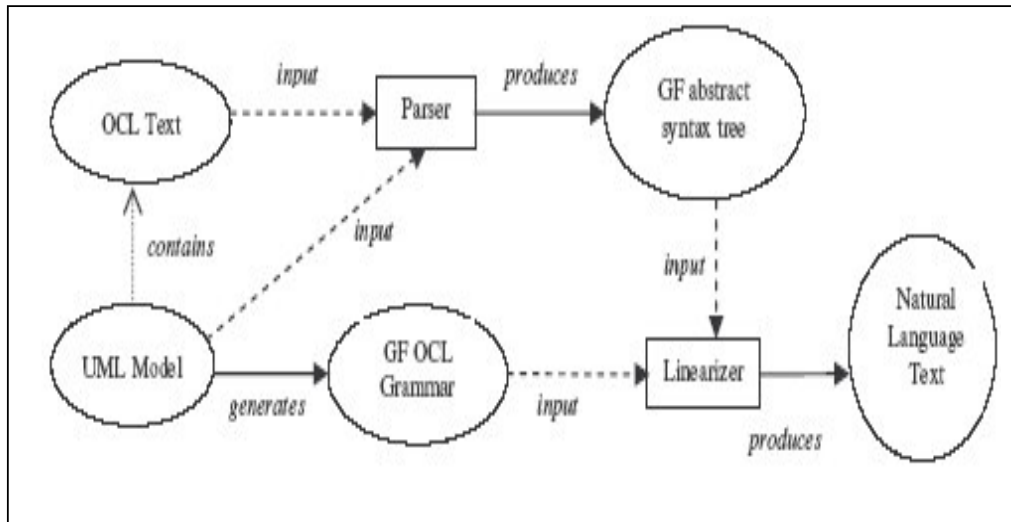 input
produces
OCL Text
Parser
GF abstract
syntax tree
contains
input
input
UML Model
generates
GF OCL
Grammar
input
Linearizer
produces
Natural
Language
Text